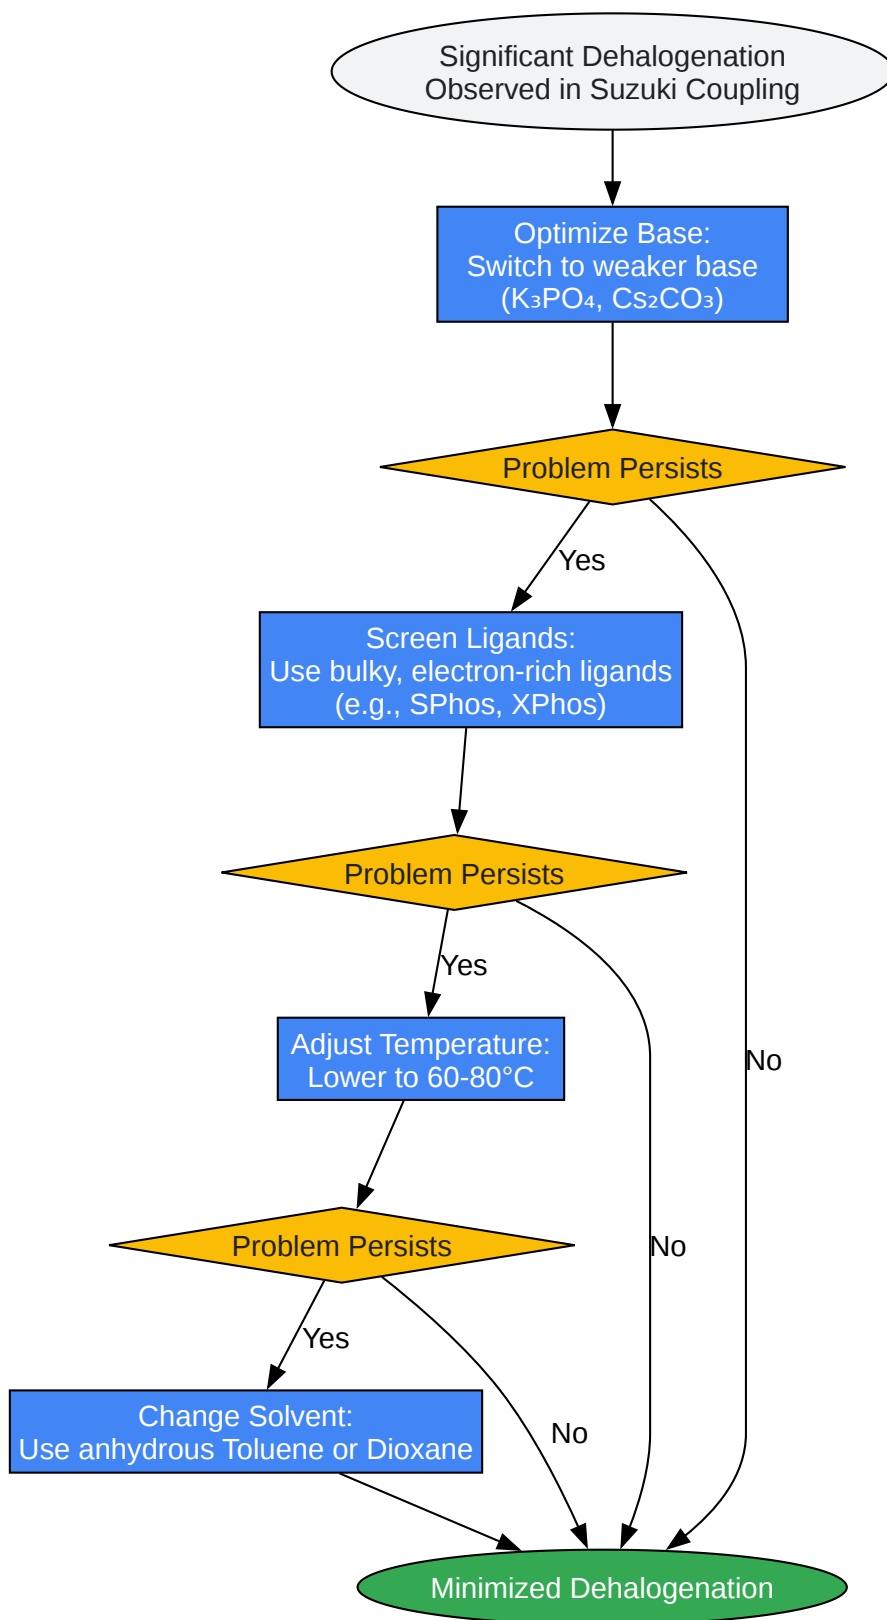 Significant Dehalogenation
Observed in Suzuki Coupling
Optimize Base:
Switch to weaker base
(K₃PO₄, Cs₂CO₃)
Problem Persists
Yes
Screen Ligands:
Use bulky, electron-rich ligands
(e.g., SPhos, XPhos)
Problem Persists
Yes
Adjust Temperature:
Lower to 60-80°C
No
Problem Persists
No
Yes
Change Solvent:
Use anhydrous Toluene or Dioxane
No
Minimized Dehalogenation